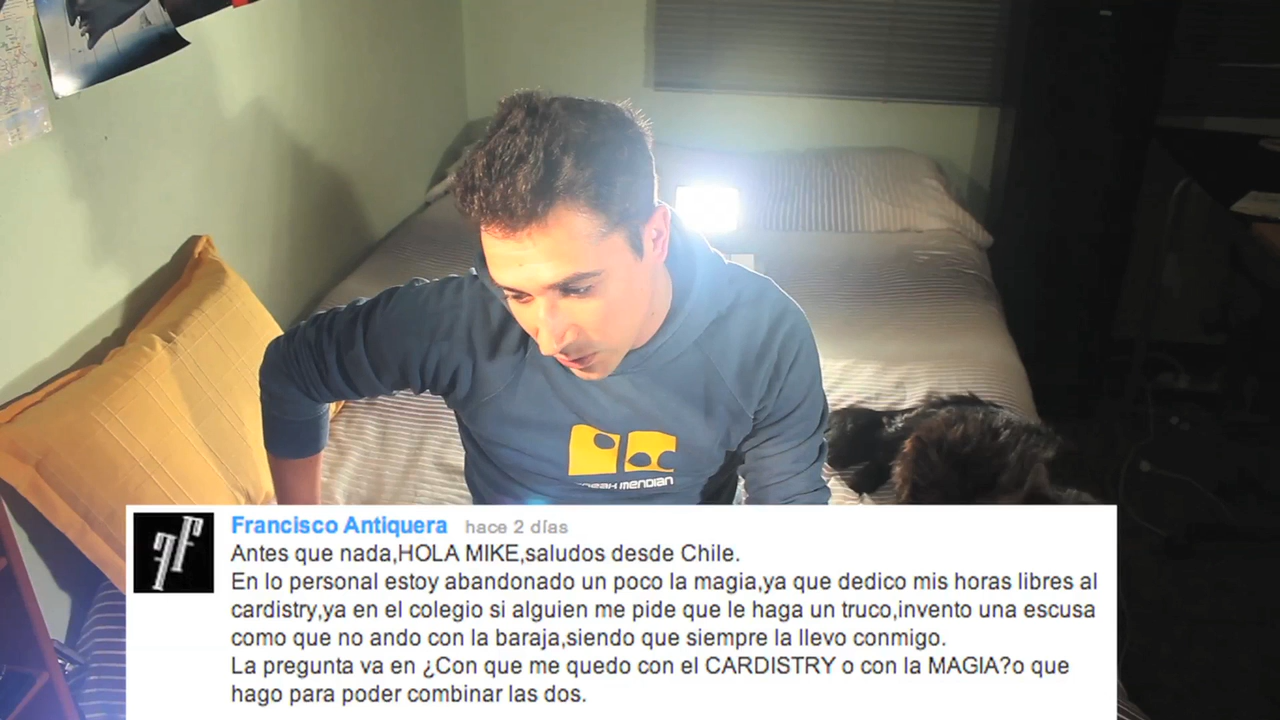 MENDIAN
Francisco Antiquera hace 2 días
Antes que nada,HOLA MIKE,saludos desde Chile.
En lo personal estoy abandonado un poco la magia,ya que dedico mis horas libres al
cardistry,ya en el colegio si alguien me pide que le haga un truco,invento una escusa
como que no ando con la baraja,siendo que siempre la llevo conmigo.
La pregunta va en ¿Con que me quedo con el CARDISTRY o con la MAGIA?o que
hago para poder combinar las dos.